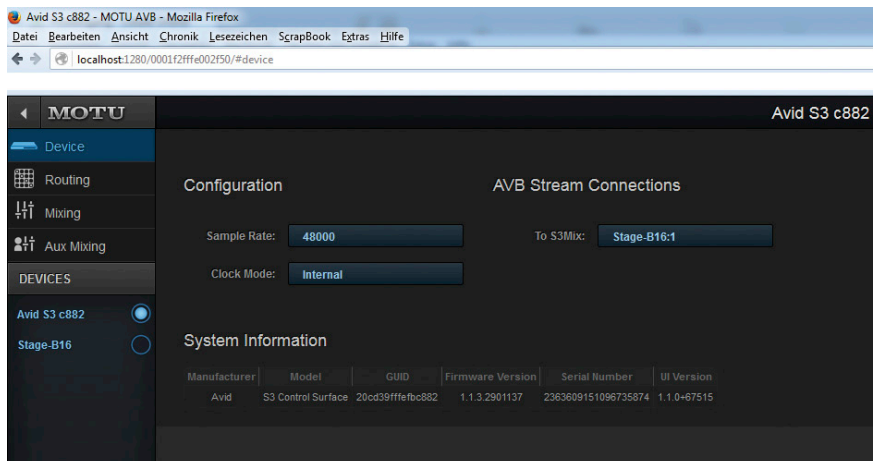 Avid S3 c882 - MOTU AVB - Mozilla Firefox
Datei Bearbeiten Ansicht Chronik Lesezeichen ScrapBook Extras Hilfe
localhost:1280/0001f2fffe002f50/#device
MOTU
Avid S3 c882
Device
Routing
Mixing
Aux Mixing
DEVICES
Avid S3 c882
Stage-B16
Configuration
Sample Rate: 48000
Clock Mode: Internal
AVB Stream Connections
To S3Mix: Stage-B16:1
System Information
Manufacturer Model GUID Firmware Version Serial Number UI Version
Avid S3 Control Surface 20cd39fffefbc882 1.1.3.2901137 2363609151096735874 1.1.0+67515